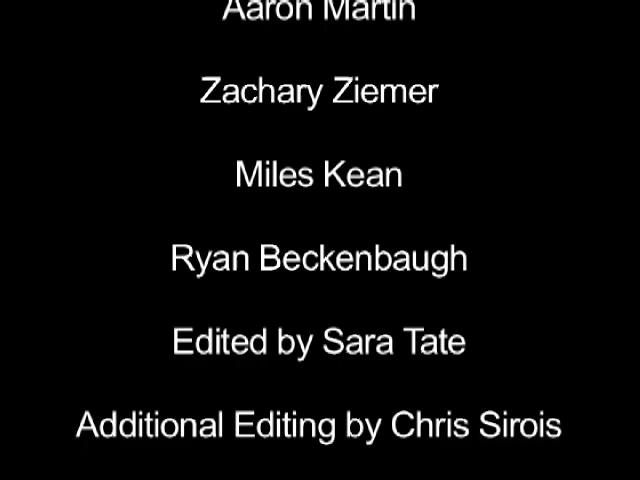 Aaron Martin
Zachary Ziemer
Miles Kean
Ryan Beckenbaugh
Edited by Sara Tate
Additional Editing by Chris Sirois